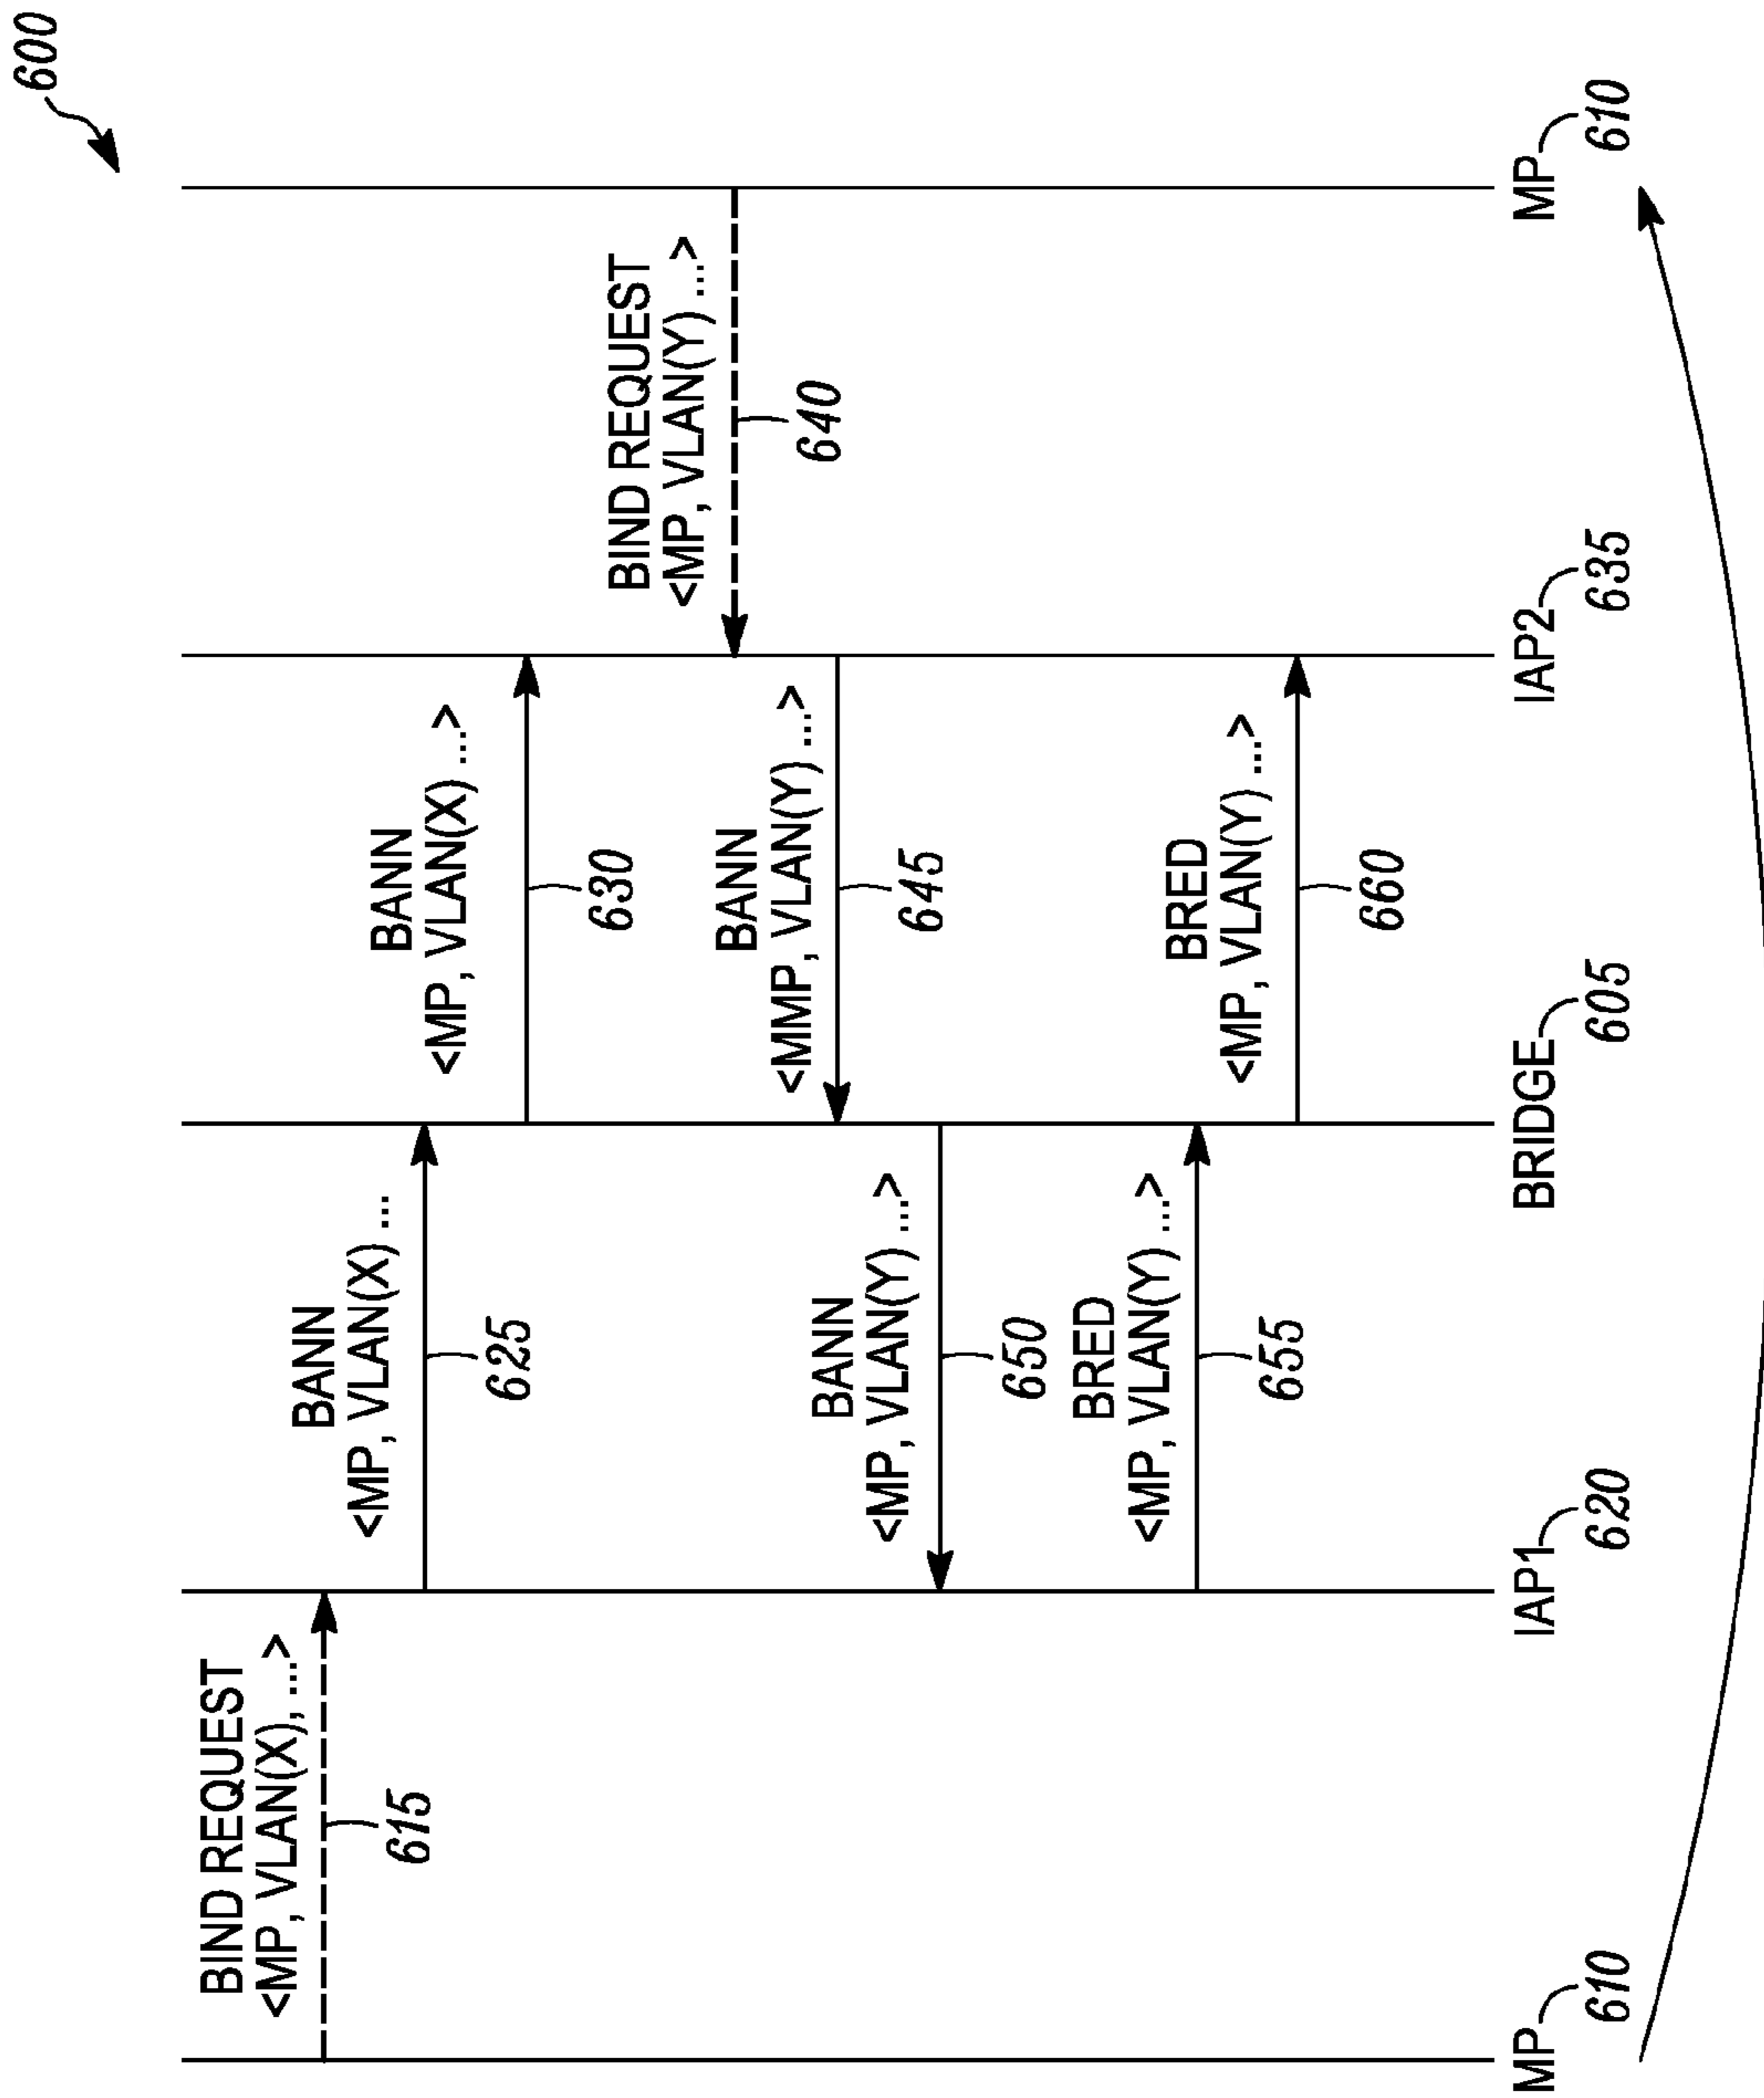 600
BIND REQUEST
<MP, VLAN(X), ...>
615
BANN
<MP, VLAN(X) ...
625
BANN
<MP, VLAN(X) ...>
630
BIND REQUEST
<MP, VLAN(Y) ...>
640
BANN
<MMP, VLAN(Y) ...>
645
BANN
<MP, VLAN(Y) ...>
650
BRED
<MP, VLAN(Y) ...>
655
BRED
<MP, VLAN(Y) ...>
660
MP
610
IAP1
620
BRIDGE
605
IAP2
635
MP
610